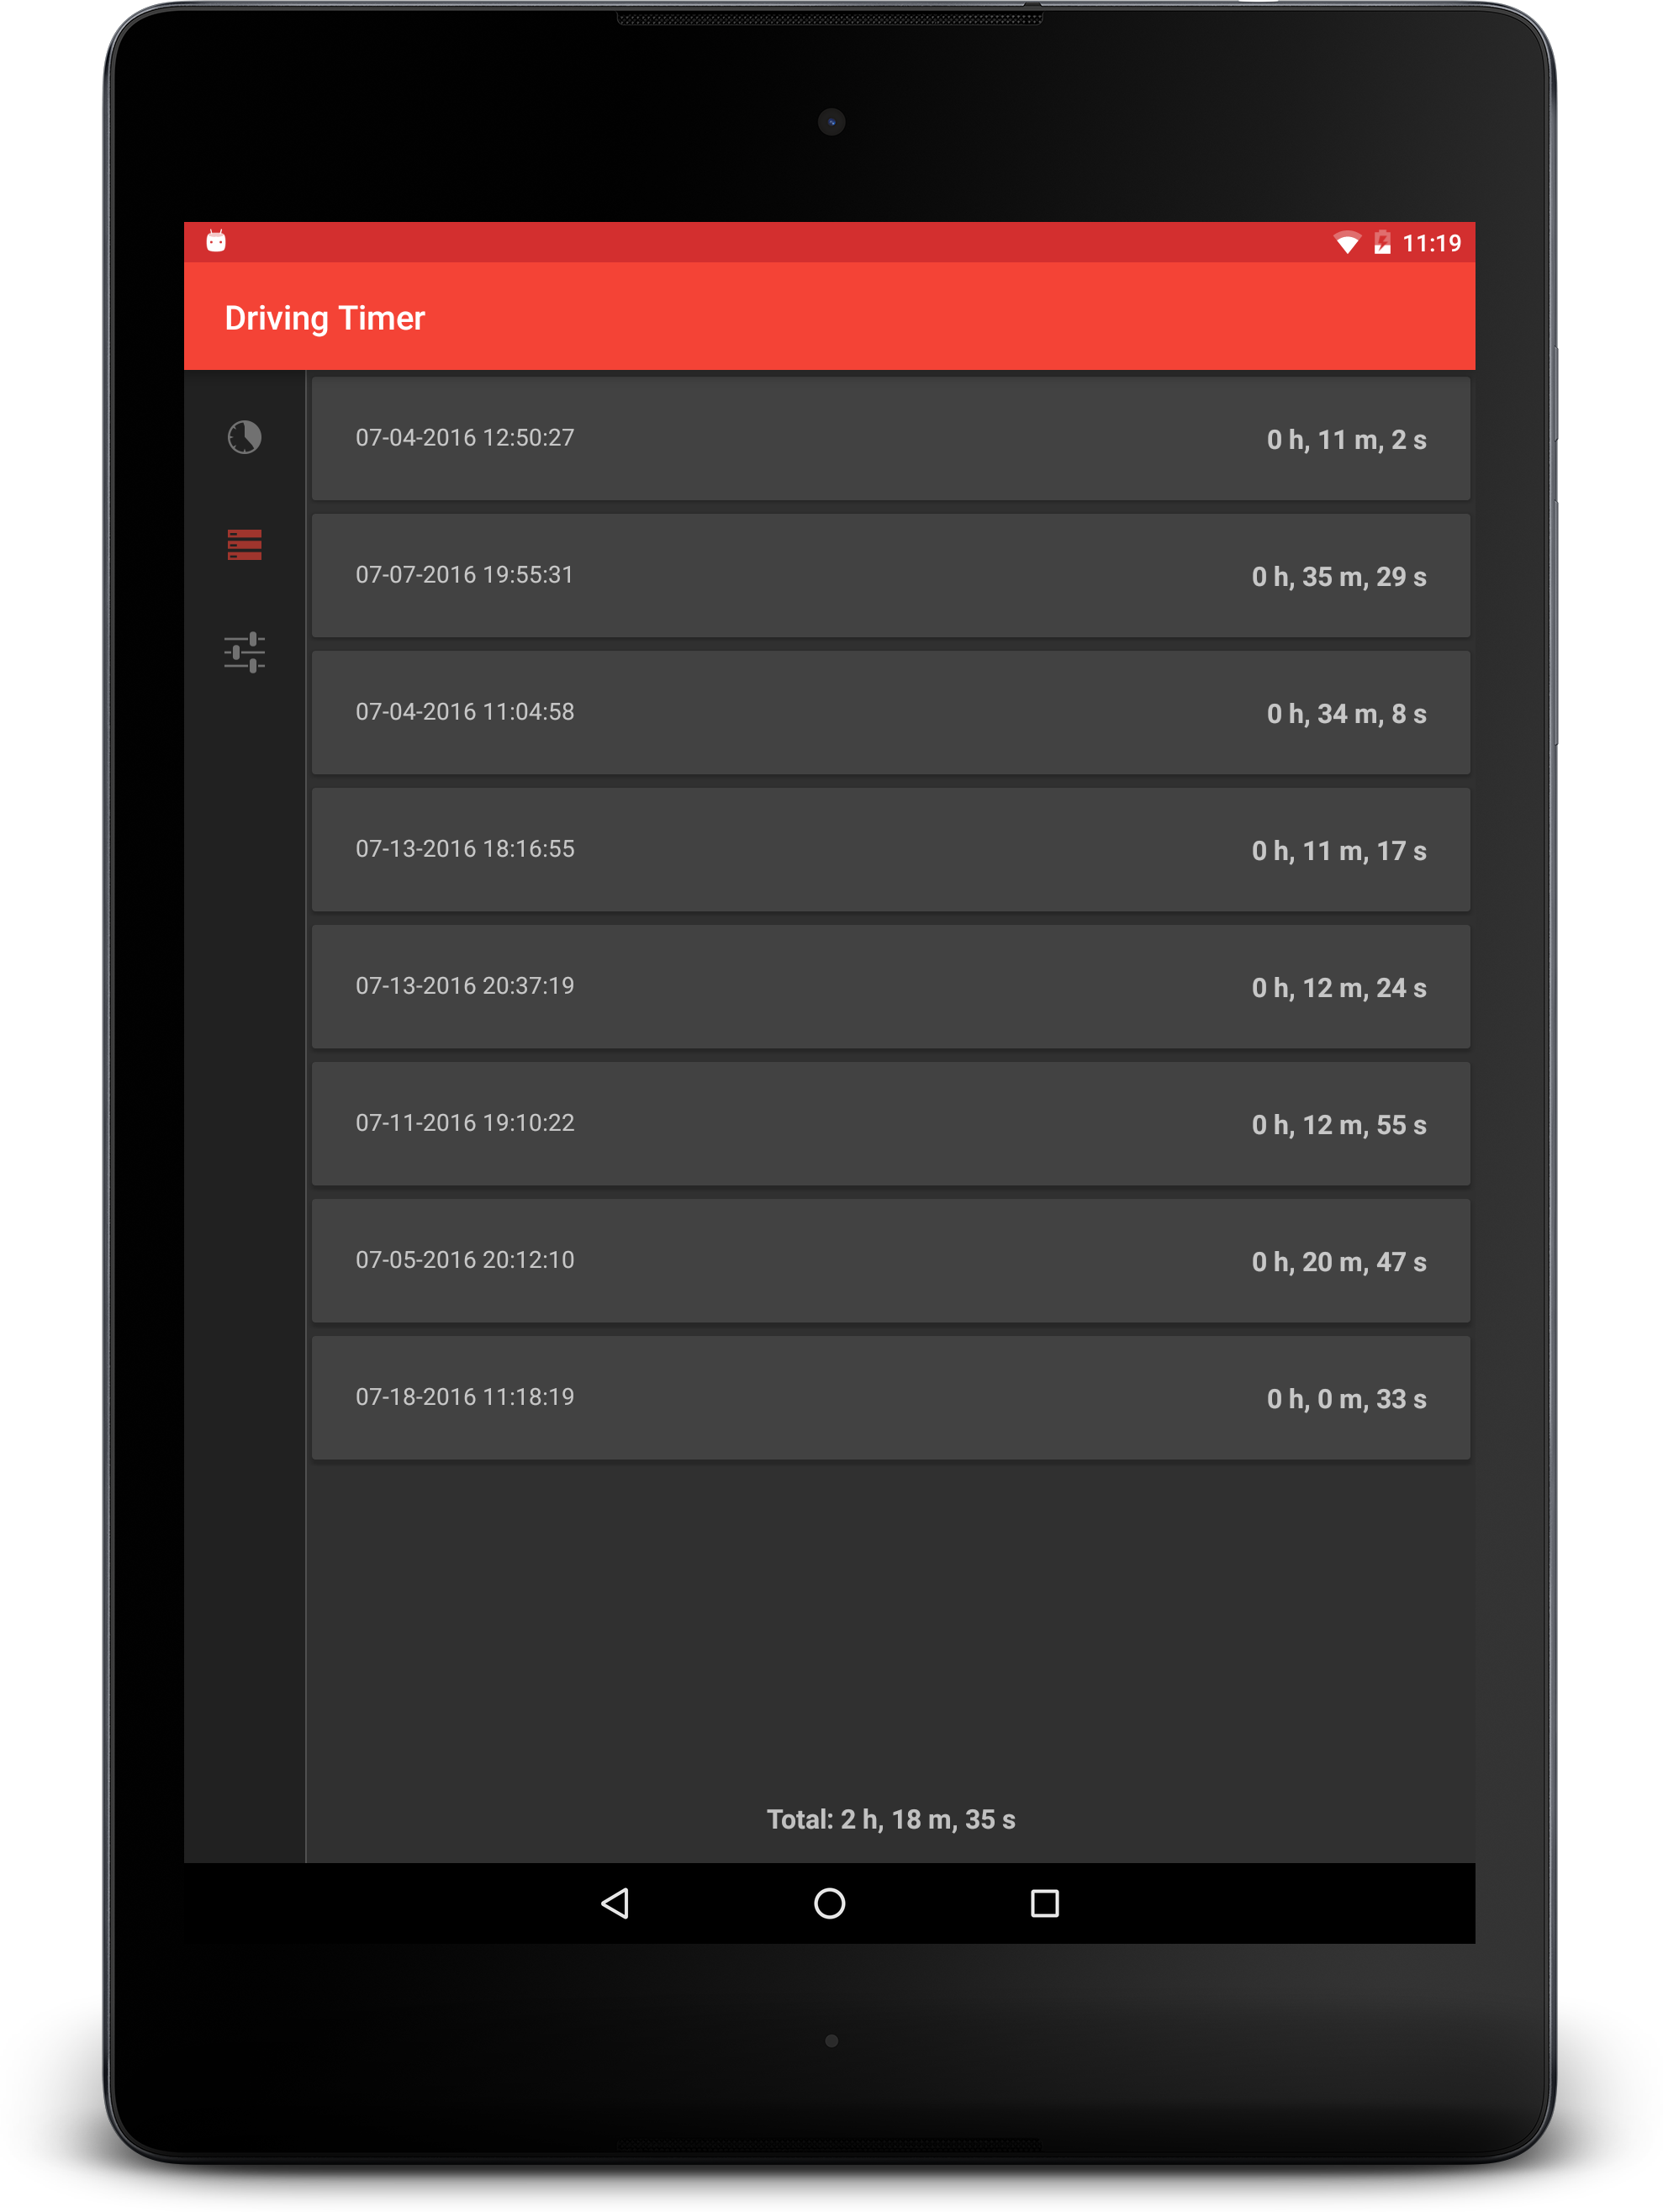 11:19
Driving Timer
07-04-2016 12:50:27 0 h, 11 m, 2 s
07-07-2016 19:55:31 0 h, 35 m, 29 s
07-04-2016 11:04:58 0 h, 34 m, 8 s
07-13-2016 18:16:55 0 h, 11 m, 17 s
07-13-2016 20:37:19 0 h, 12 m, 24 s
07-11-2016 19:10:22 0 h, 12 m, 55 s
07-05-2016 20:12:10 0 h, 20 m, 47 s
07-18-2016 11:18:19 0 h, 0 m, 33 s
Total: 2 h, 18 m, 35 s